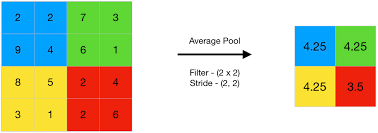 2 2 7 3
9 4 6 1
8 5 2 4
3 1 2 6
Average Pool
Filter - (2 x 2)
Stride - (2, 2)
4.25 4.25
4.25 3.5